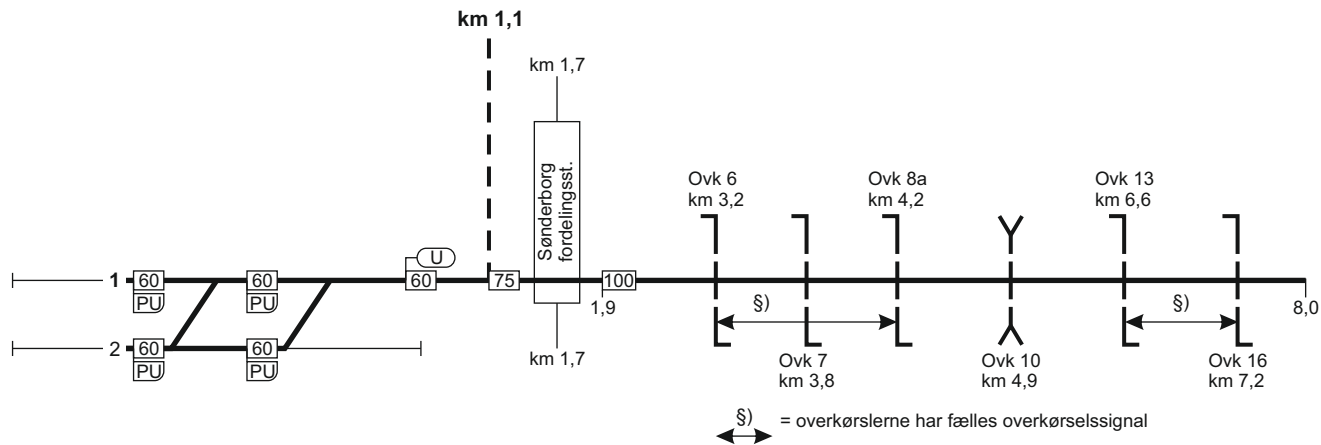 km 1,1
km 1,7
Sønderborg
fordelingsst.
Ovk 6
km 3,2
Ovk 8a
km 4,2
Ovk 13
km 6,6
U
1
60
60
60
75
100
PU
PU
1,9
§)
§)
8,0
2
60
60
PU
PU
km 1,7
Ovk 7
km 3,8
Ovk 10
km 4,9
Ovk 16
km 7,2
§) = overkørslerne har fælles overkørselssignal